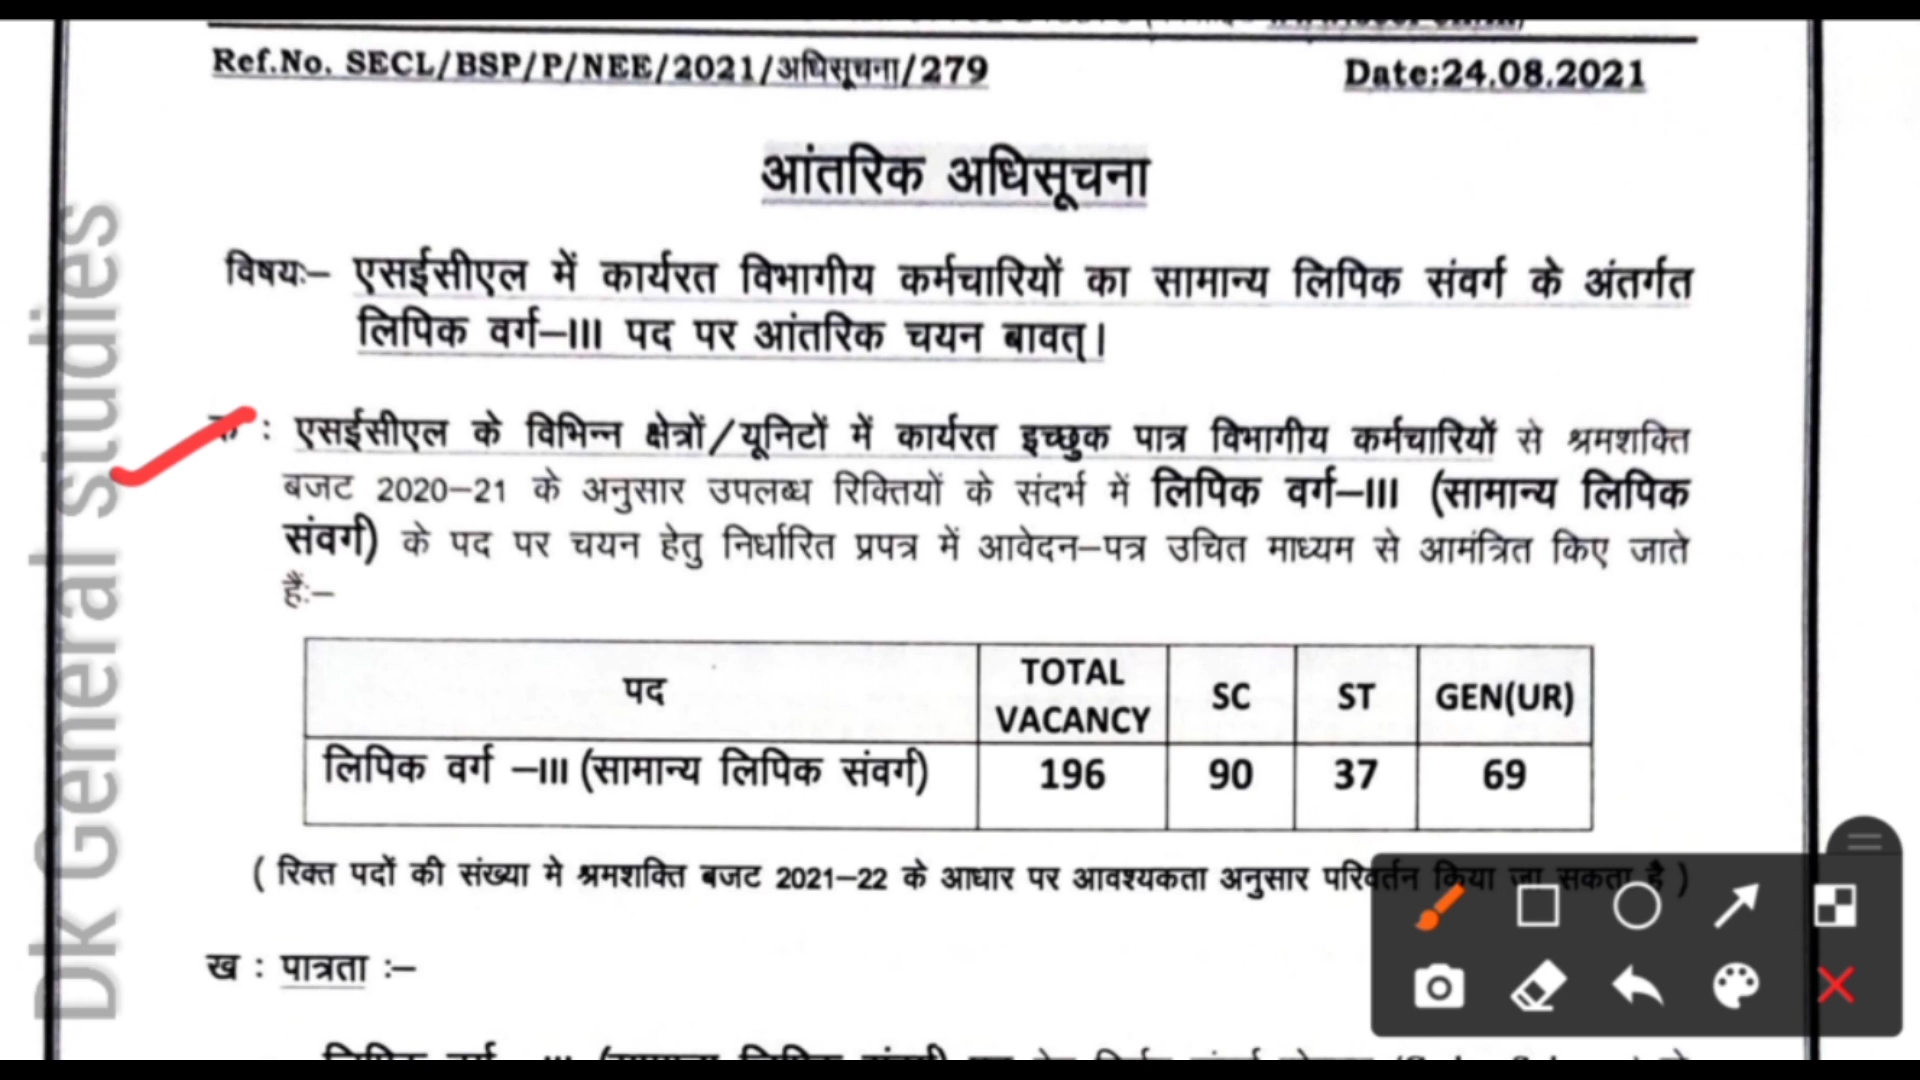 Ref.No. SECL/BSP/P/NEE/2021/अधिसूचना/279 Date:24.08.2021
आंतरिक अधिसूचना
विषयः– एसईसीएल में कार्यरत विभागीय कर्मचारियों का सामान्य लिपिक संवर्ग के अंतर्गत
लिपिक वर्ग–III पद पर आंतरिक चयन बावत्।
क : एसईसीएल के विभिन्न क्षेत्रों/यूनिटों में कार्यरत इच्छुक पात्र विभागीय कर्मचारियों से श्रमशक्ति
बजट 2020–21 के अनुसार उपलब्ध रिक्तियों के संदर्भ में लिपिक वर्ग–III (सामान्य लिपिक
संवर्ग) के पद पर चयन हेतु निर्धारित प्रपत्र में आवेदन–पत्र उचित माध्यम से आमंत्रित किए जाते
हैं:–
पद TOTAL VACANCY SC ST GEN(UR)
लिपिक वर्ग –III (सामान्य लिपिक संवर्ग) 196 90 37 69
( रिक्त पदों की संख्या मे श्रमशक्ति बजट 2021–22 के आधार पर आवश्यकता अनुसार परिवर्तन किया जा सकता है )
ख : पात्रता :–
लिपिक वर्ग –III (सामान्य लिपिक संवर्ग)
Dk General studies